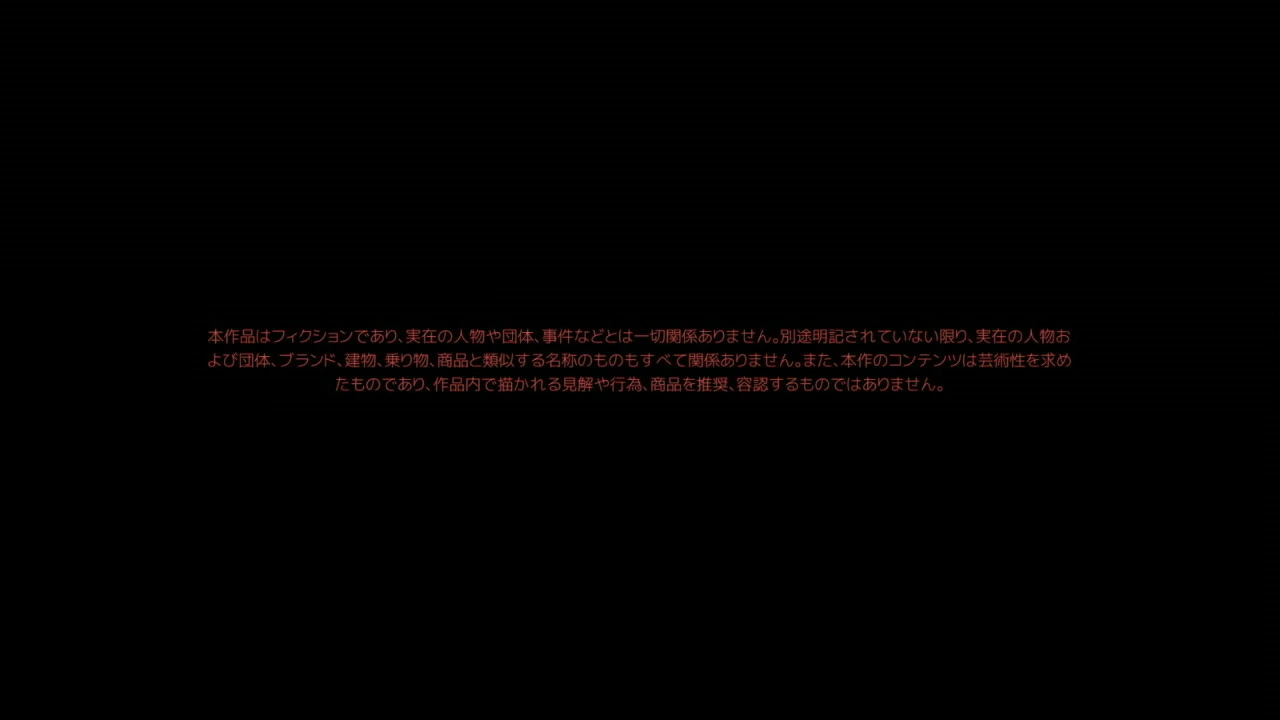 本作品はフィクションであり、実在の人物や団体、事件などとは一切関係ありません。別途明記されていない限り、実在の人物お
よび団体、ブランド、建物、乗り物、商品と類似する名称のものもすべて関係ありません。また、本作のコンテンツは芸術性を求め
たものであり、作品内で描かれる見解や行為、商品を推奨、容認するものではありません。